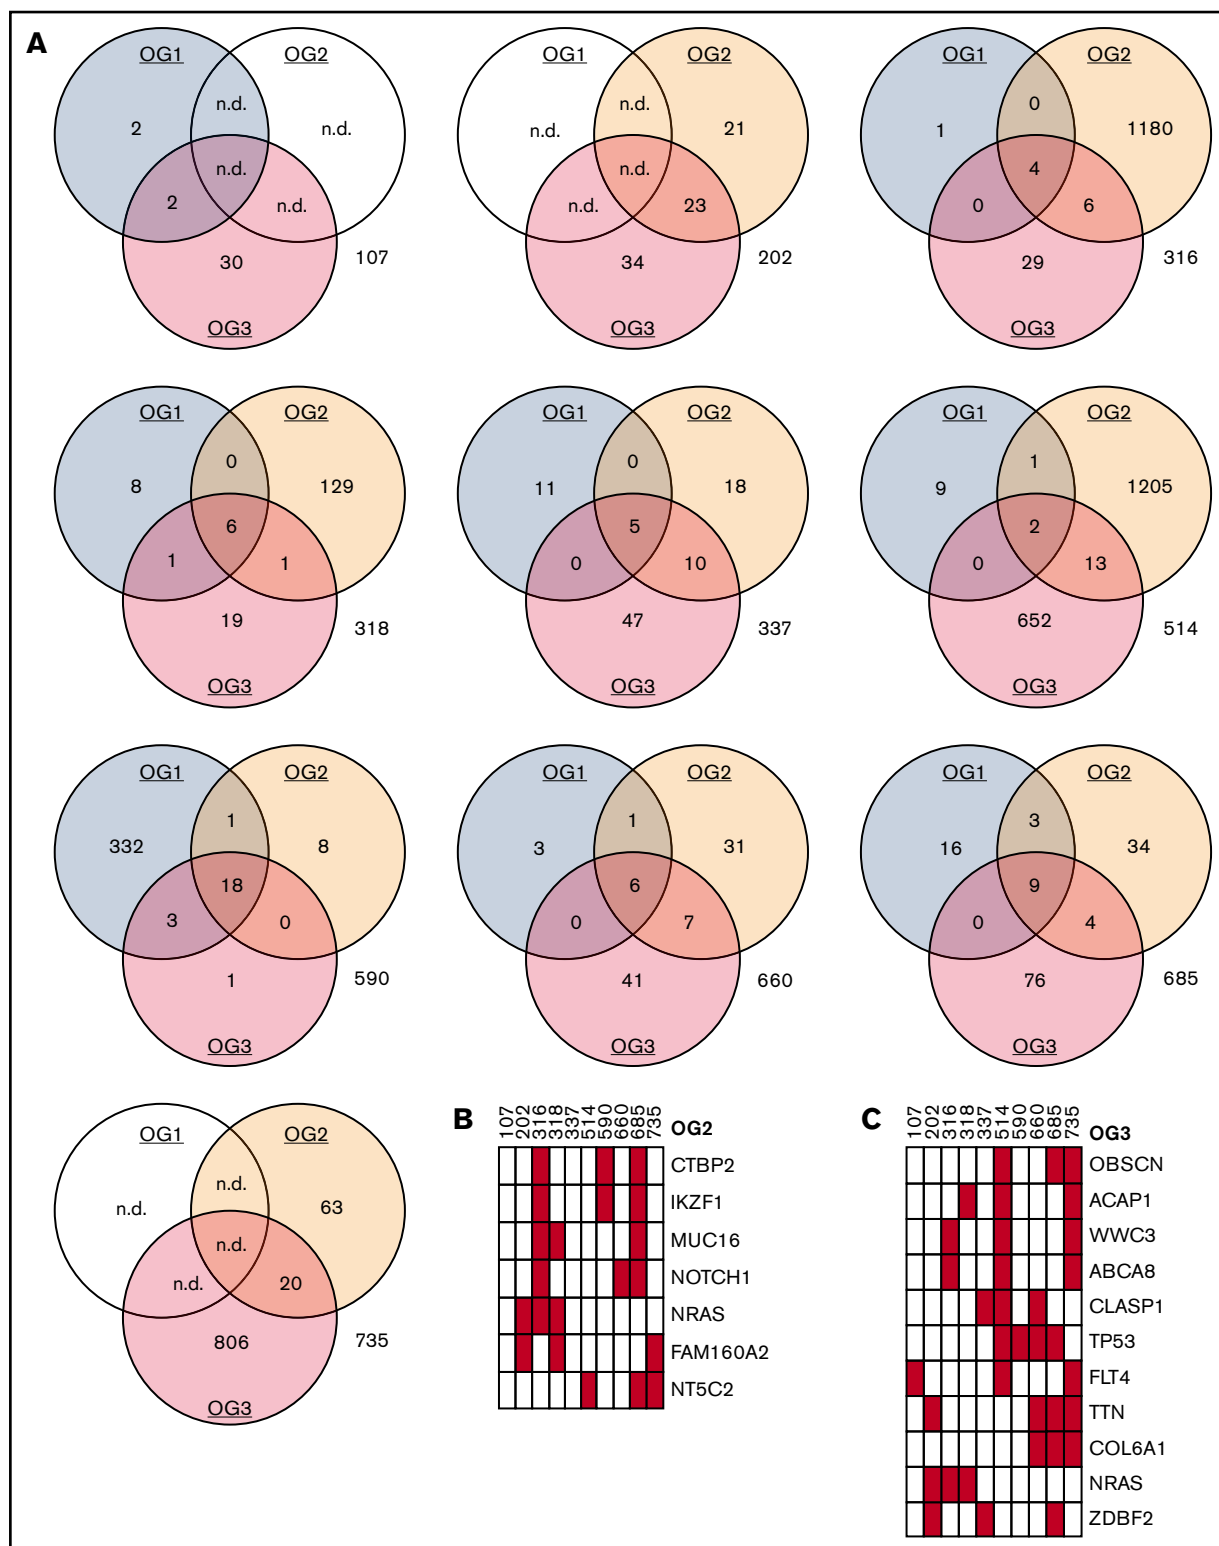 A
OG1 OG2
n.d.
2 n.d.
n.d.
2 n.d.
30 107
OG3
OG1 OG2
n.d.
n.d. 21
n.d.
n.d. 23
34 202
OG3
OG1 OG2
0
1 1180
4
0 6
29 316
OG3
OG1 OG2
0
8 129
6
1 1
19 318
OG3
OG1 OG2
0
11 18
5
0 10
47 337
OG3
OG1 OG2
1
9 1205
2
0 13
652 514
OG3
OG1 OG2
1
332 8
18
3 0
1 590
OG3
OG1 OG2
1
3 31
6
0 7
41 660
OG3
OG1 OG2
3
16 34
9
0 4
76 685
OG3
OG1 OG2
n.d.
n.d. 63
n.d.
n.d. 20
806 735
OG3
B
107 202 316 318 337 514 590 660 685 735 OG2
CTBP2
IKZF1
MUC16
NOTCH1
NRAS
FAM160A2
NT5C2
C
107 202 316 318 337 514 590 660 685 735 OG3
OBSCN
ACAP1
WWC3
ABCA8
CLASP1
TP53
FLT4
TTN
COL6A1
NRAS
ZDBF2